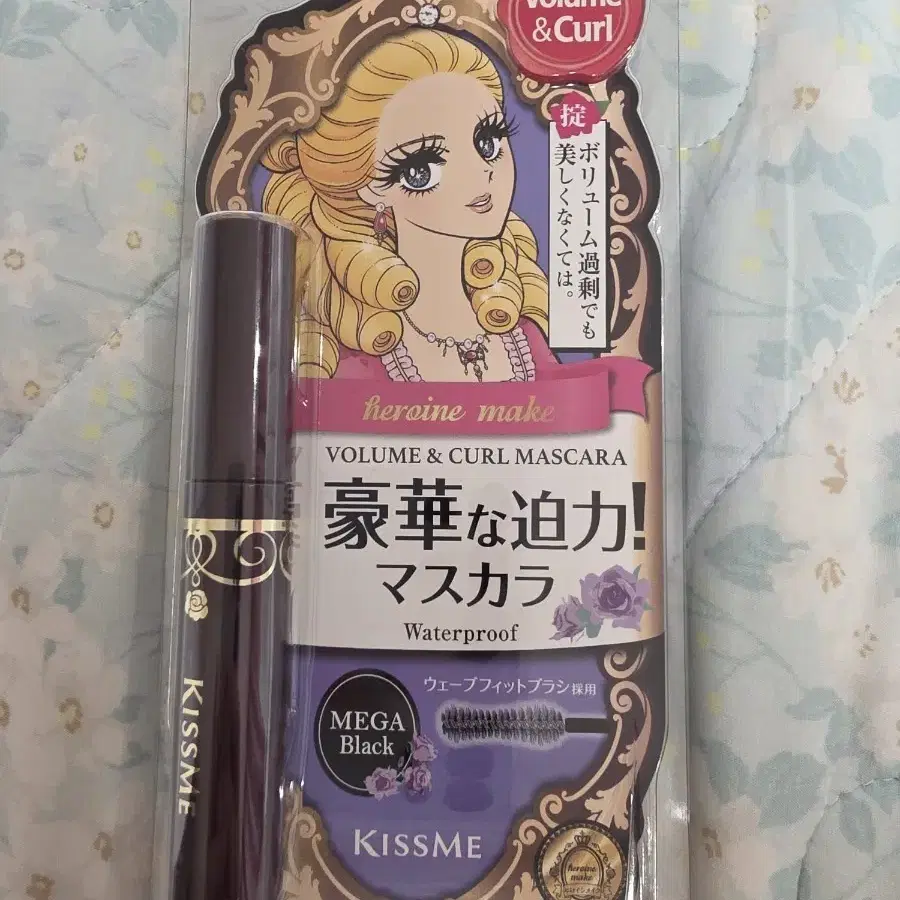 Volume
&Curl
掟
ボリューム過剰でも
美しくなくては。
heroine make
VOLUME & CURL MASCARA
豪華な迫力!
マスカラ
Waterproof
ウェーブフィットブラシ採用
MEGA
Black
KISSME
KISSME
heroine
make